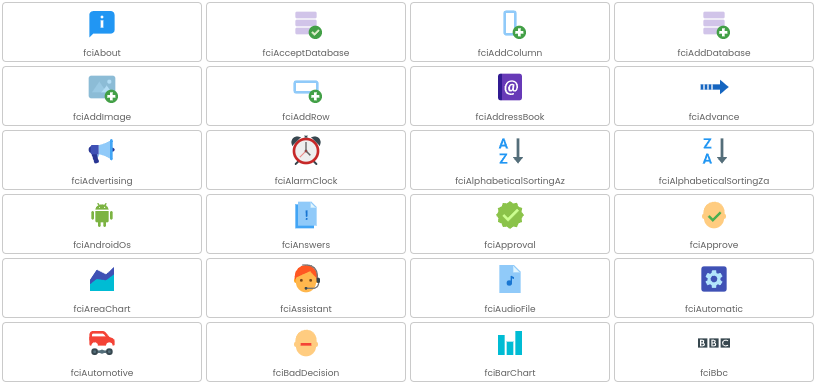 fciAbout
fciAcceptDatabase
fciAddColumn
fciAddDatabase
@
fciAddImage
fciAddRow
fciAddressBook
fciAdvance
A
Z
Z
A
fciAdvertising
fciAlarmClock
fciAlphabeticalSortingAz
fciAlphabeticalSortingZa
!
fciAndroidOs
fciAnswers
fciApproval
fciApprove
fciAreaChart
fciAssistant
fciAudioFile
fciAutomatic
BBC
fciAutomotive
fciBadDecision
fciBarChart
fciBbc